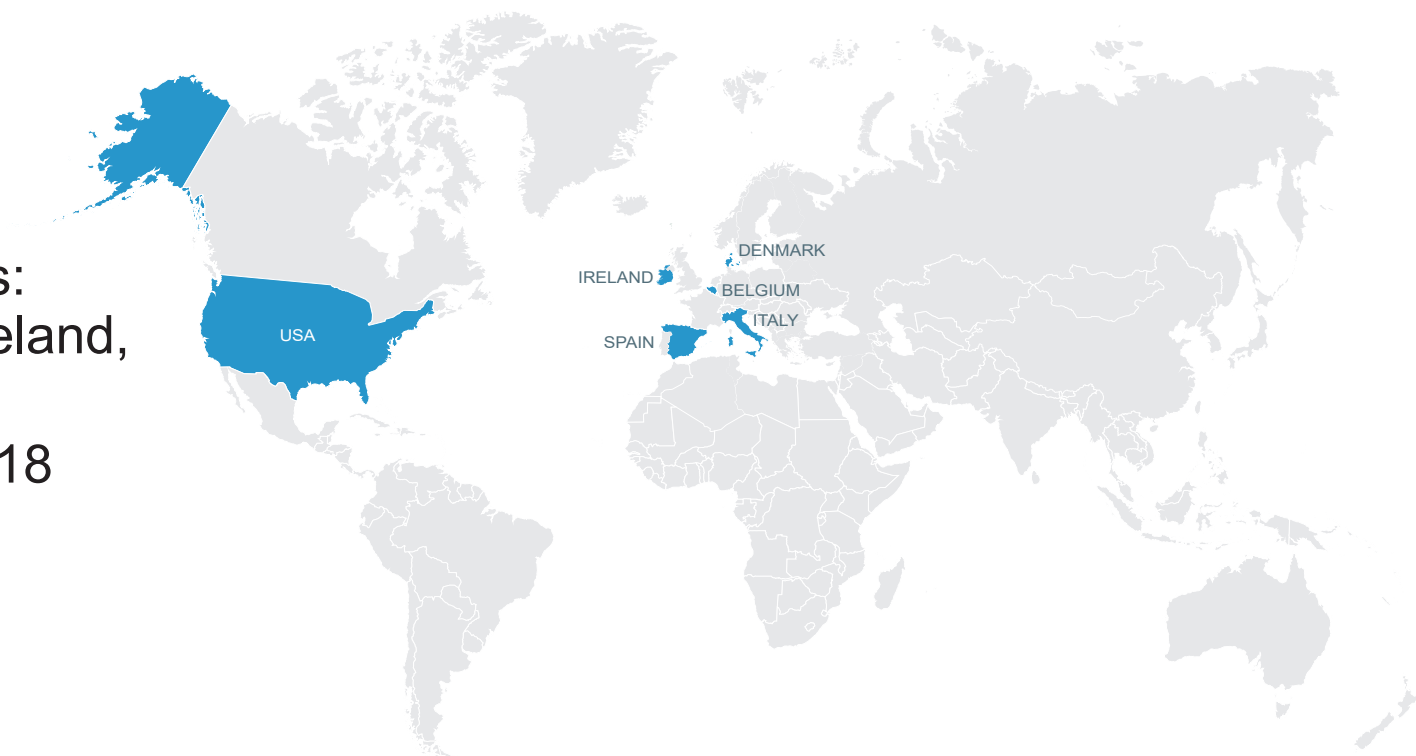 s:
eland,
18
USA
DENMARK
IRELAND
BELGIUM
ITALY
SPAIN